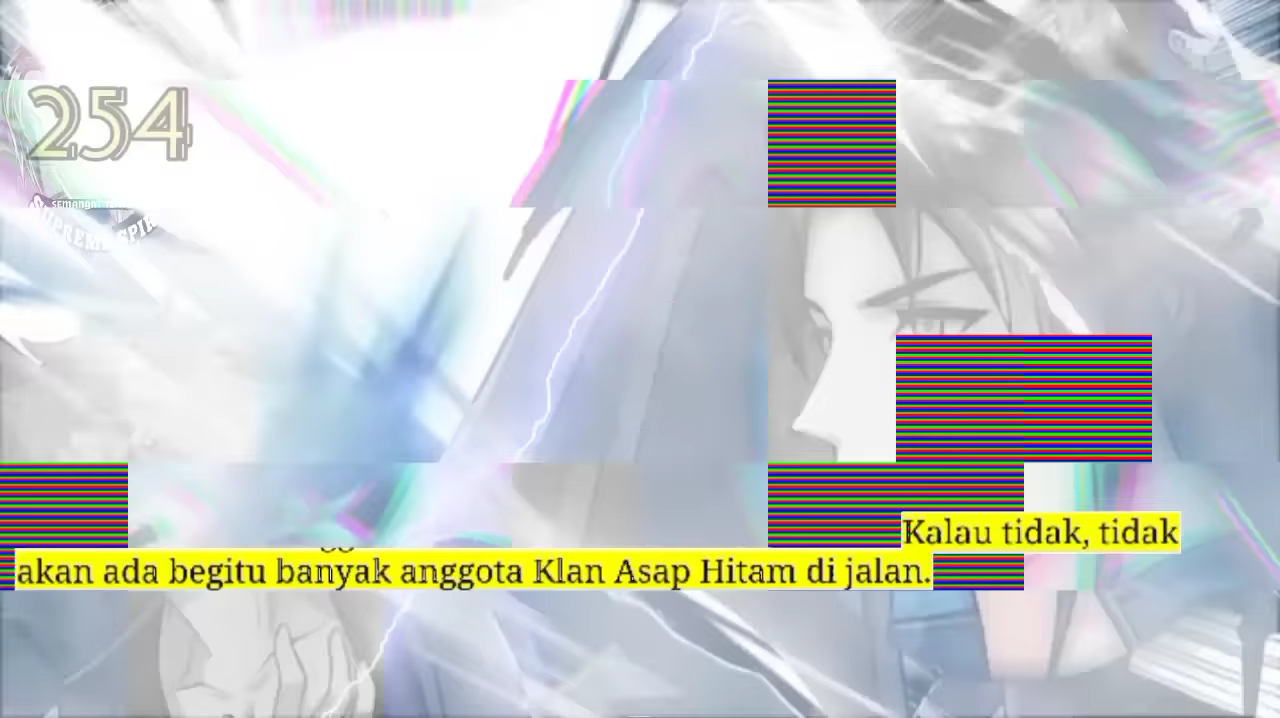 254
Kalau tidak, tidak
akan ada begitu banyak anggota Klan Asap Hitam di jalan.